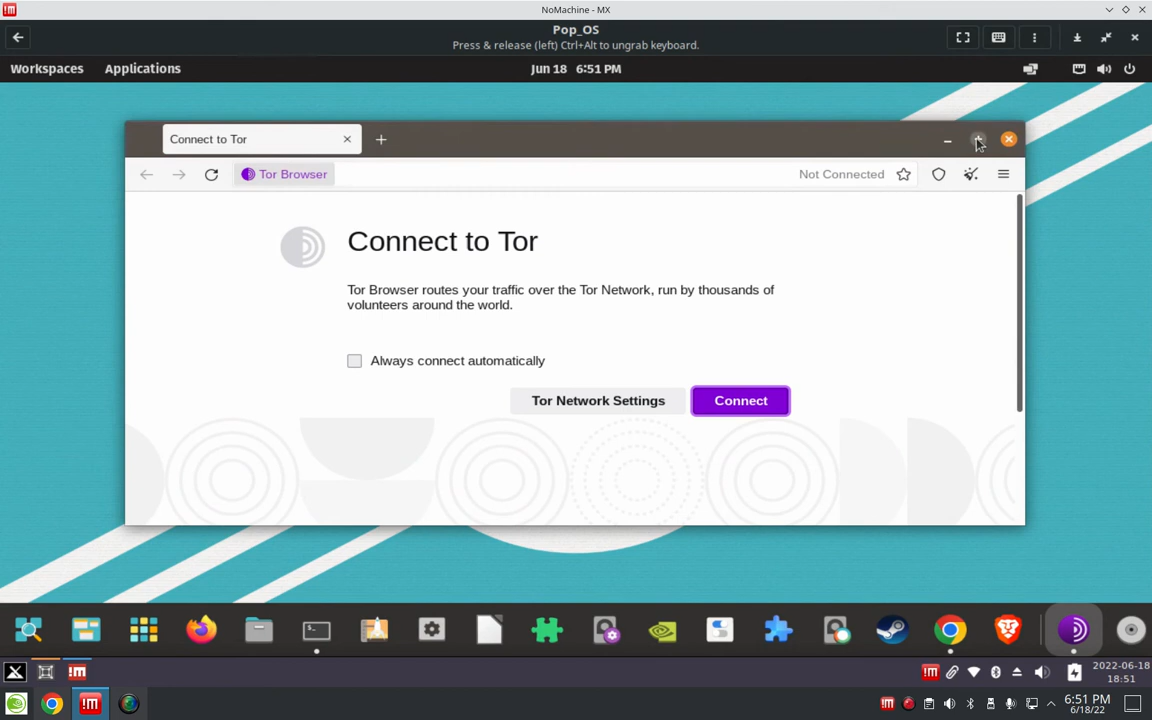 NoMachine - MX
Pop_OS
Press & release (left) Ctrl+Alt to ungrab keyboard.
Workspaces
Applications
Jun 18 6:51 PM
Connect to Tor
Tor Browser
Not Connected
Connect to Tor
Tor Browser routes your traffic over the Tor Network, run by thousands of
volunteers around the world.
Always connect automatically
Tor Network Settings
Connect
2022-06-18
18:51
6:51 PM
6/18/22